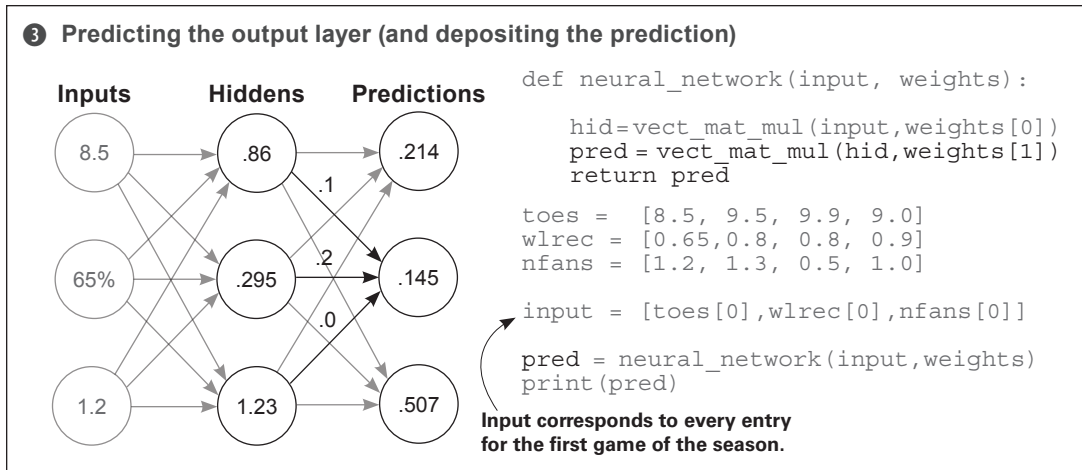 ❸ Predicting the output layer (and depositing the prediction)
Inputs Hiddens Predictions
8.5 .86 .214
.1
65% .295 .2 .145
.0
1.2 1.23 .507
def neural_network(input, weights):
hid=vect_mat_mul(input,weights[0])
pred = vect_mat_mul(hid,weights[1])
return pred
toes = [8.5, 9.5, 9.9, 9.0]
wlrec = [0.65,0.8, 0.8, 0.9]
nfans = [1.2, 1.3, 0.5, 1.0]
input = [toes[0],wlrec[0],nfans[0]]
pred = neural_network(input,weights)
print(pred)
Input corresponds to every entry
for the first game of the season.